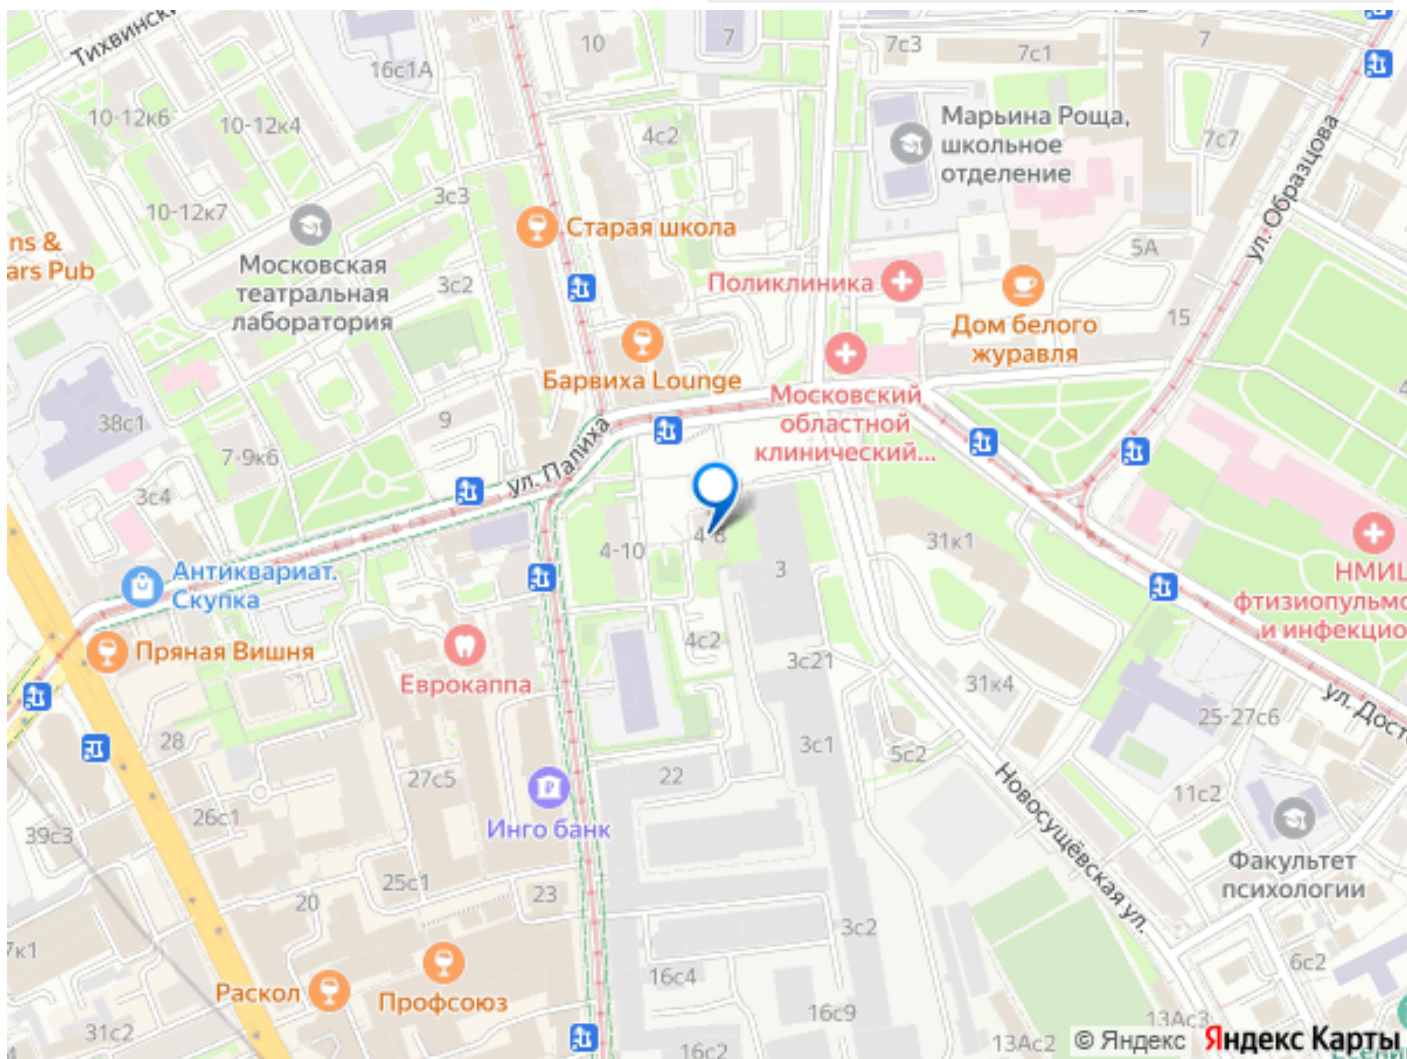 Тихвинск
16с1А
10
7
7с3
7с1
7
10-12к6
10-12к4
4с2
Марьина Роща,
школьное
отделение
7с7
ул. Образцова
3с3
10-12к7
Старая школа
ns &
ars Pub
Московская
театральная
лаборатория
3с2
5А
Поликлиника
Дом белого
журавля
15
Барвиха Lounge
Московский
областной
клинический...
38с1
9
7-9к6
ул. Палиха
3с4
4-10
4-8
3
31к1
НМИЦ
фтизиопульмо
и инфекцио
Антиквариат.
Скупка
Пряная Вишня
Еврокаппа
4с2
3с21
31к4
25-27с6
ул. Дост
28
27с5
22
3с1
5с2
Новосущёвская ул.
11с2
26с1
39с3
Инго банк
Факультет
психологии
25с1
20
23
7к1
3с2
16с4
6с2
Раскол
Профсоюз
31с2
16с9
16с2
13Ас2
13Ас3
© Яндекс
Яндекс Карты